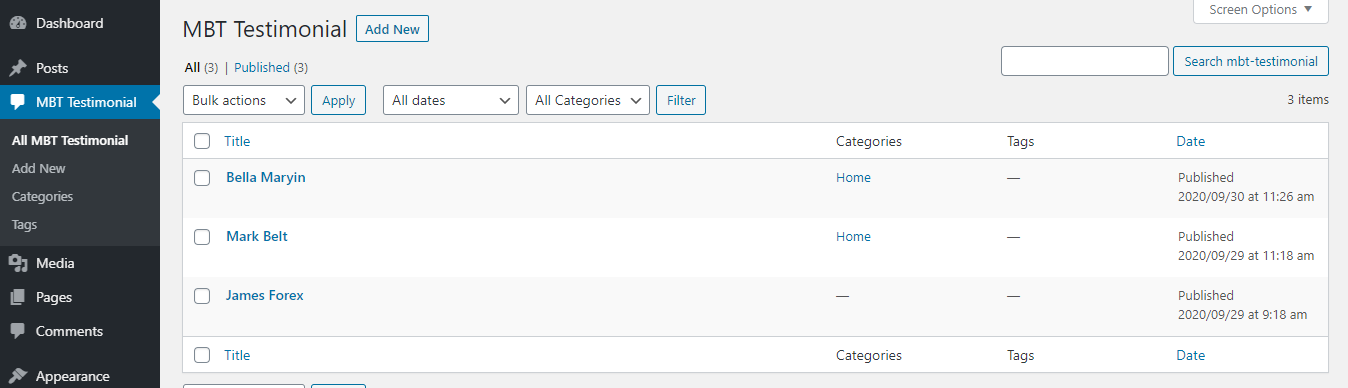 Dashboard
Posts
MBT Testimonial
All MBT Testimonial
Add New
Categories
Tags
Media
Pages
Comments
Appearance
Screen Options
MBT Testimonial Add New
All (3) | Published (3)
Search mbt-testimonial
Bulk actions Apply All dates All Categories Filter
3 items
Title Categories Tags Date
Bella Maryin Home — Published
2020/09/30 at 11:26 am
Mark Belt Home — Published
2020/09/29 at 11:18 am
James Forex — — Published
2020/09/29 at 9:18 am
Title Categories Tags Date